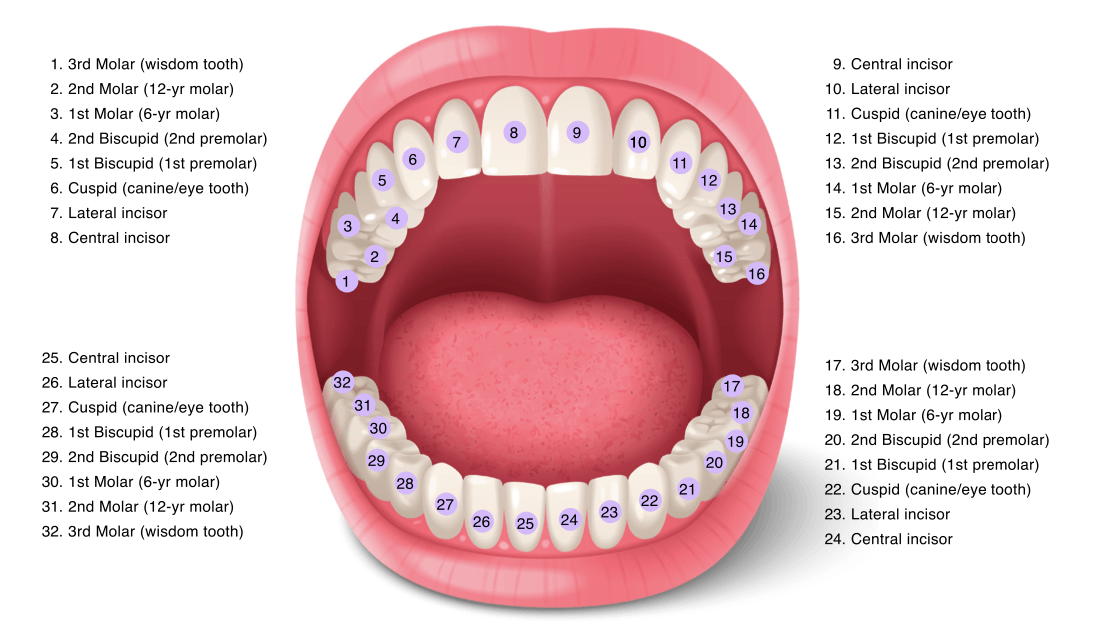 1. 3rd Molar (wisdom tooth)
2. 2nd Molar (12-yr molar)
3. 1st Molar (6-yr molar)
4. 2nd Biscupid (2nd premolar)
5. 1st Biscupid (1st premolar)
6. Cuspid (canine/eye tooth)
7. Lateral incisor
8. Central incisor
9. Central incisor
10. Lateral incisor
11. Cuspid (canine/eye tooth)
12. 1st Biscupid (1st premolar)
13. 2nd Biscupid (2nd premolar)
14. 1st Molar (6-yr molar)
15. 2nd Molar (12-yr molar)
16. 3rd Molar (wisdom tooth)
1
2
3
4
5
6
7
8
9
10
11
12
13
14
15
16
25. Central incisor
26. Lateral incisor
27. Cuspid (canine/eye tooth)
28. 1st Biscupid (1st premolar)
29. 2nd Biscupid (2nd premolar)
30. 1st Molar (6-yr molar)
31. 2nd Molar (12-yr molar)
32. 3rd Molar (wisdom tooth)
17. 3rd Molar (wisdom tooth)
18. 2nd Molar (12-yr molar)
19. 1st Molar (6-yr molar)
20. 2nd Biscupid (2nd premolar)
21. 1st Biscupid (1st premolar)
22. Cuspid (canine/eye tooth)
23. Lateral incisor
24. Central incisor
32
31
30
29
28
27
26
25
24
23
22
21
20
19
18
17